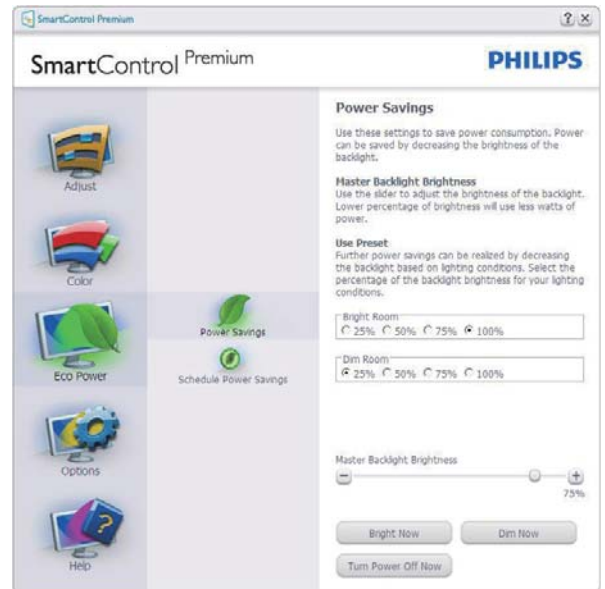 SmartControl Premium
SmartControl Premium
PHILIPS
Adjust
Color
Eco Power
Options
Help
Power Savings
Schedule Power Savings
Power Savings
Use these settings to save power consumption. Power
can be saved by decreasing the brightness of the
backlight.
Master Backlight Brightness
Use the slider to adjust the brightness of the backlight.
Lower percentage of brightness will use less watts of
power.
Use Preset
Further power savings can be realized by decreasing
the backlight based on lighting conditions. Select the
percentage of the backlight brightness for your lighting
conditions.
Bright Room
25% 50% 75% 100%
Dim Room
25% 50% 75% 100%
Master Backlight Brightness
75%
Bright Now
Dim Now
Turn Power Off Now